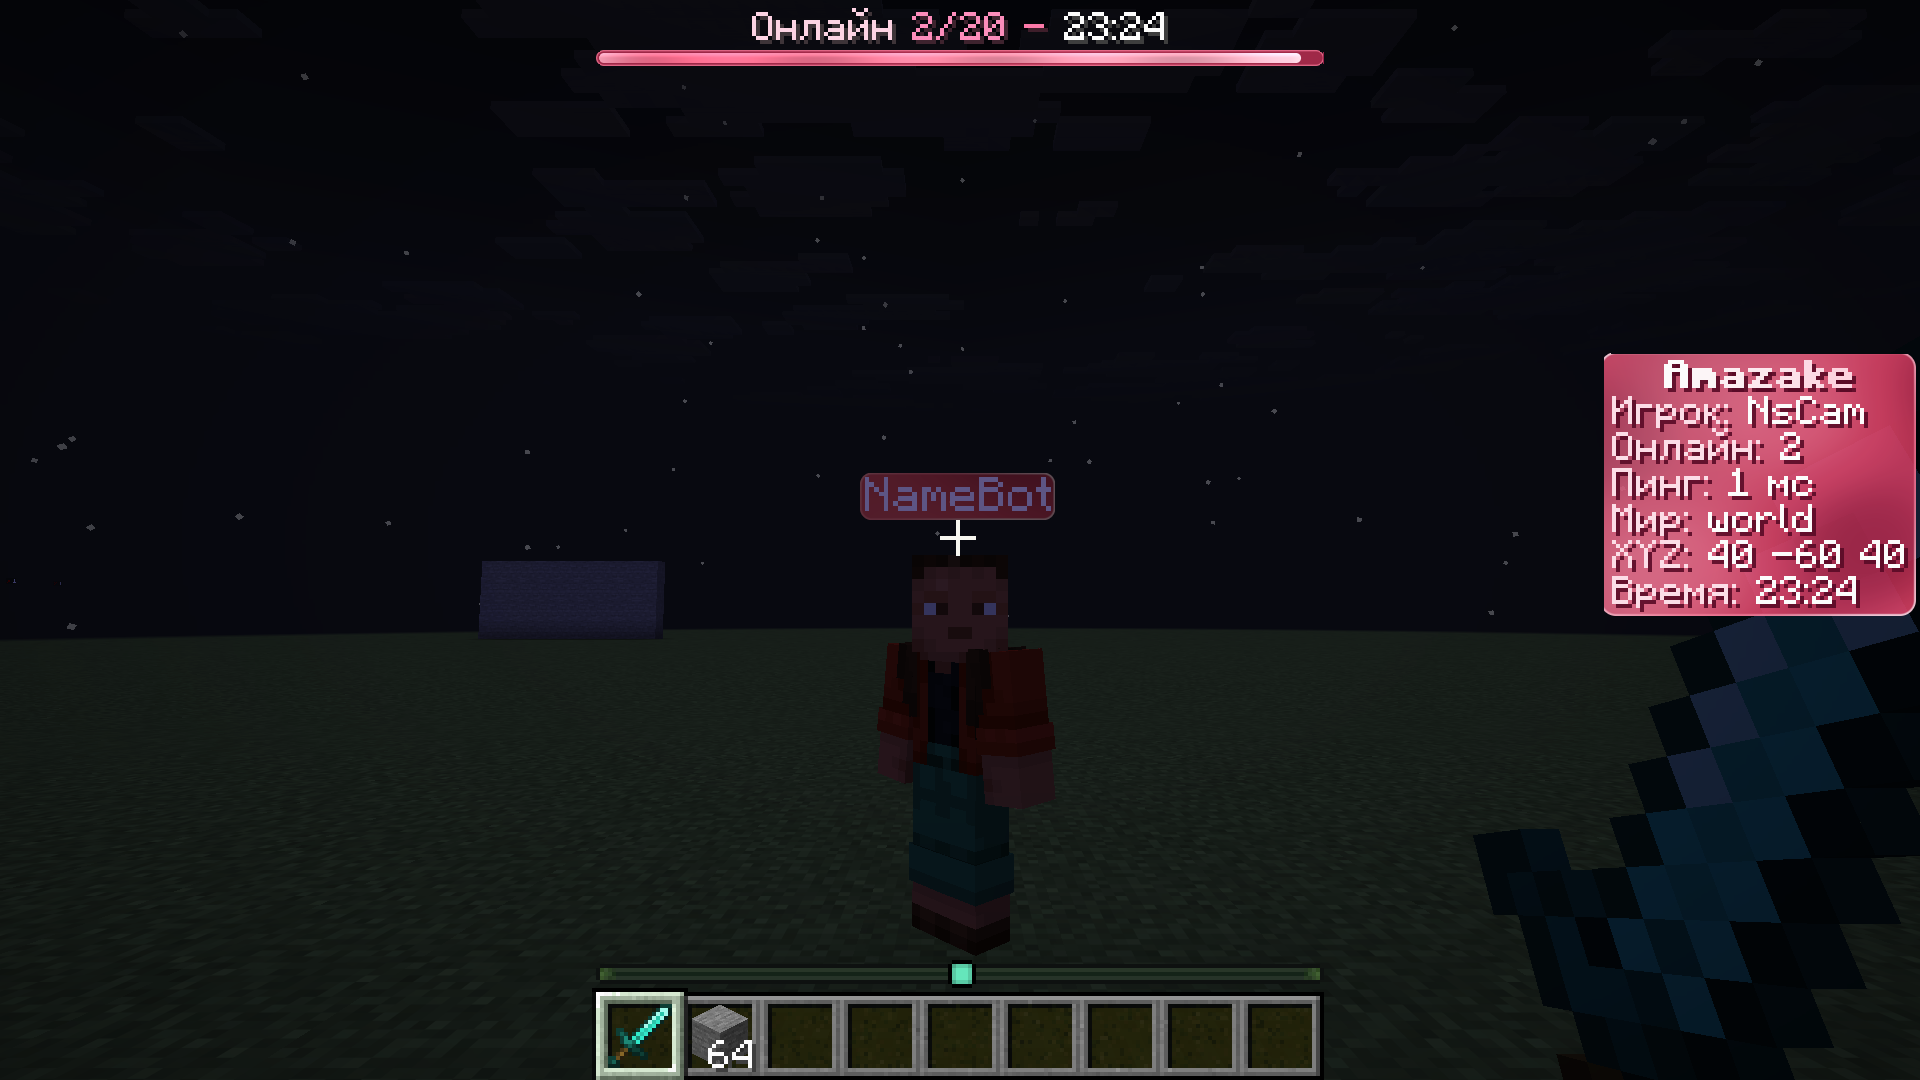 Онлайн 2/20 - 23:24
NameBot
Amazake
Игрок: NsCam
Онлайн: 2
Пинг: 1 мс
Мир: world
XYZ: 40 -60 40
Время: 23:24
64